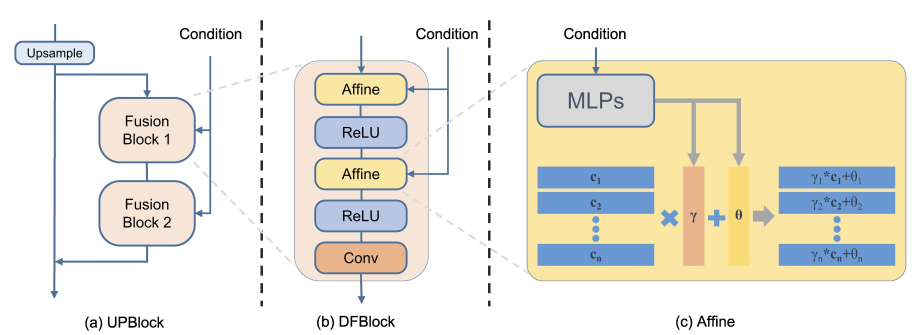 Condition
Upsample
Fusion
Block 1
Fusion
Block 2
(a) UPBlock
Condition
Affine
ReLU
Affine
ReLU
Conv
(b) DFBlock
Condition
MLPs
c₁
c₂
cₙ
γ
θ
γ₁*c₁+θ₁
γ₂*c₂+θ₂
γₙ*cₙ+θₙ
(c) Affine